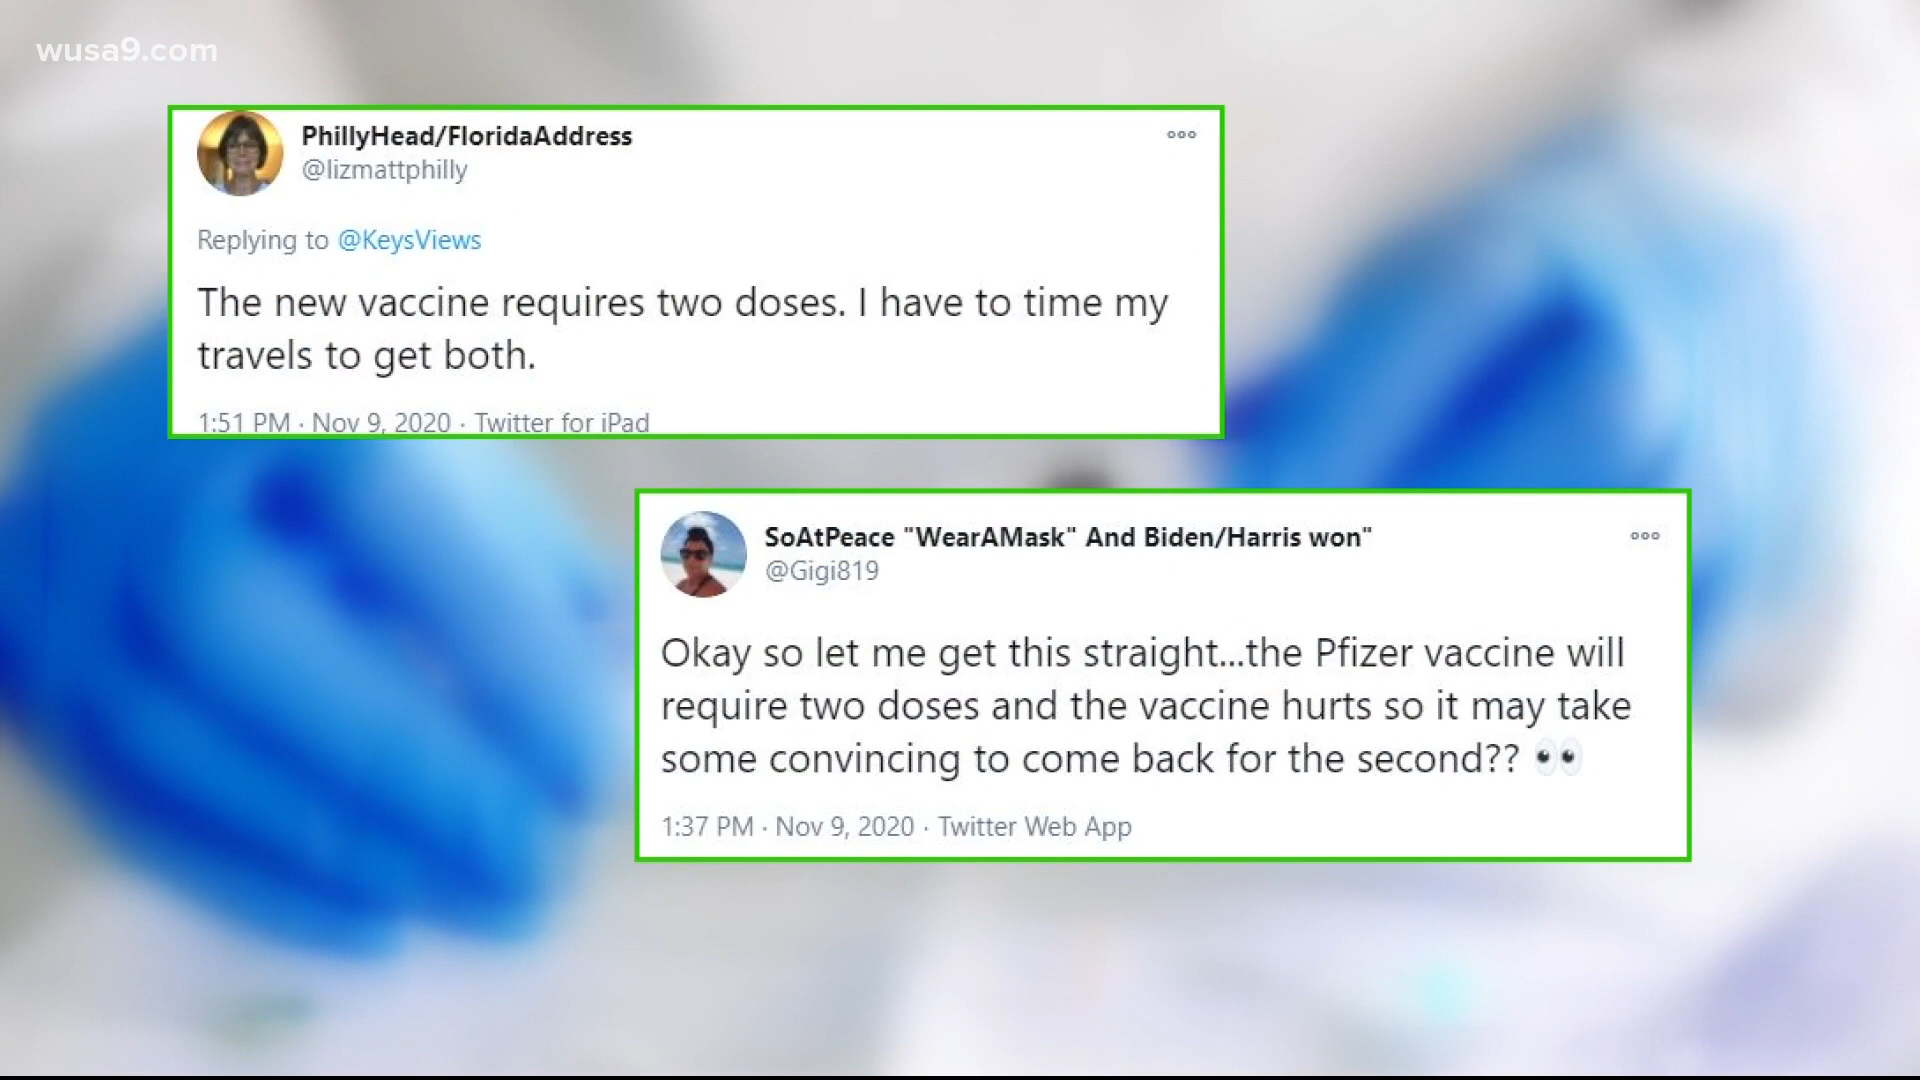 wusa9.com
PhillyHead/FloridaAddress
@lizmattphilly
Replying to @KeysViews
The new vaccine requires two doses. I have to time my
travels to get both.
1:51 PM · Nov 9, 2020 · Twitter for iPad
SoAtPeace "WearAMask" And Biden/Harris won"
@Gigi819
Okay so let me get this straight...the Pfizer vaccine will
require two doses and the vaccine hurts so it may take
some convincing to come back for the second?? 👀
1:37 PM · Nov 9, 2020 · Twitter Web App